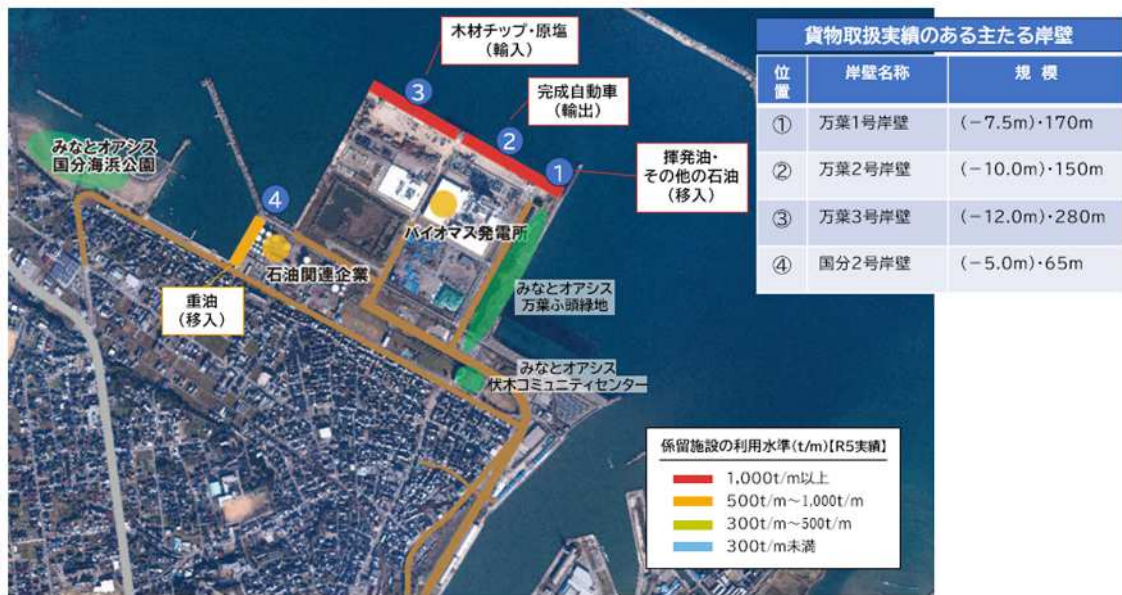 木材チップ・原塩
(輸入)
③
完成自動車
(輸出)
②
揮発油・
その他の石油
(移入)
①
みなとオアシス
国分海浜公園
④
バイオマス発電所
石油関連企業
重油
(移入)
みなとオアシス
万葉ふ頭緑地
みなとオアシス
伏木コミュニティセンター
貨物取扱実績のある主たる岸壁
位置 岸壁名称 規 模
① 万葉1号岸壁 (-7.5m)・170m
② 万葉2号岸壁 (-10.0m)・150m
③ 万葉3号岸壁 (-12.0m)・280m
④ 国分2号岸壁 (-5.0m)・65m
係留施設の利用水準(t/m)【R5実績】
1,000t/m以上
500t/m~1,000t/m
300t/m~500t/m
300t/m未満